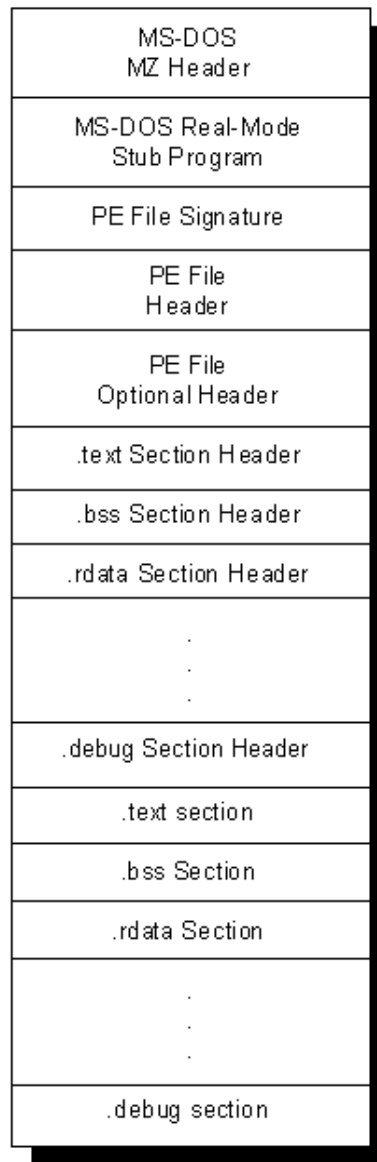 MS-DOS
MZ Header
MS-DOS Real-Mode
Stub Program
PE File Signature
PE File
Header
PE File
Optional Header
.text Section Header
.bss Section Header
.rdata Section Header
.
.
.
.debug Section Header
.text section
.bss Section
.rdata Section
.
.
.
.debug section